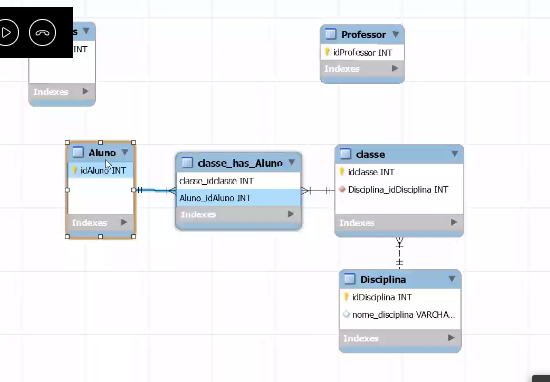 s
INT
Indexes
Professor
idProfessor INT
Indexes
Aluno
idAluno INT
Indexes
classe_has_Aluno
classe_idclasse INT
Aluno_idAluno INT
Indexes
classe
idclasse INT
Disciplina_idDisciplina INT
Indexes
Disciplina
idDisciplina INT
nome_disciplina VARCHA...
Indexes